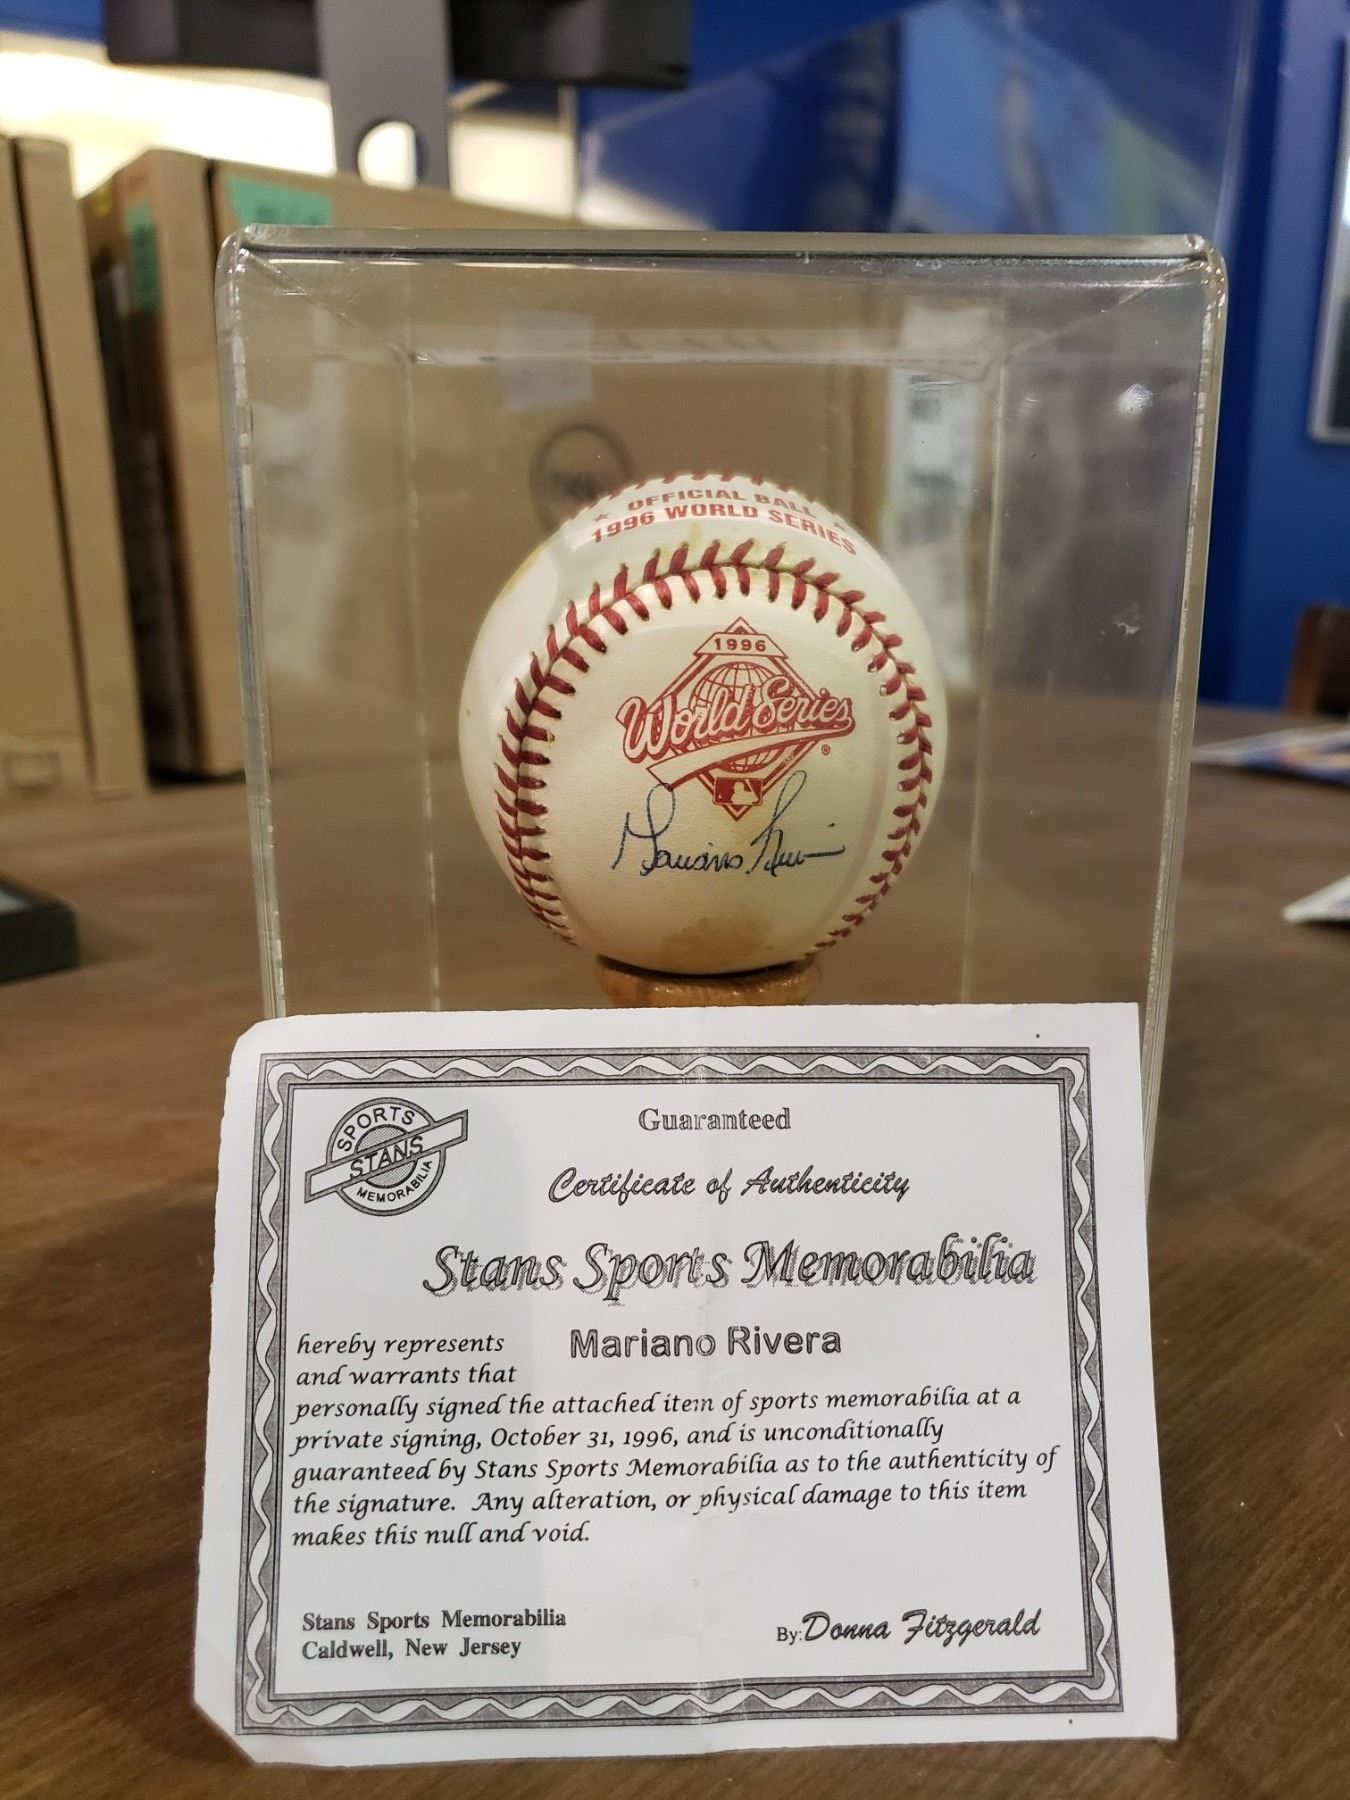 OFFICIAL BALL
1996 WORLD SERIES
1996
World Series
®
Mariano Rivera
SPORTS
STANS
MEMORABILIA
Guaranteed
Certificate of Authenticity
Stans Sports Memorabilia
hereby represents Mariano Rivera
and warrants that
personally signed the attached item of sports memorabilia at a
private signing, October 31, 1996, and is unconditionally
guaranteed by Stans Sports Memorabilia as to the authenticity of
the signature. Any alteration, or physical damage to this item
makes this null and void.
Stans Sports Memorabilia
Caldwell, New Jersey
By: Donna Fitzgerald